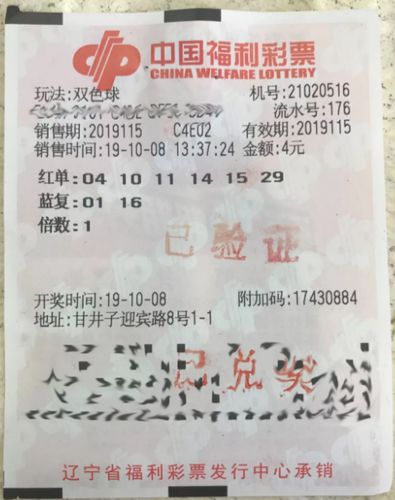 中国福利彩票
CHINA WELFARE LOTTERY
玩法:双色球 机号:21020516
流水号:176
销售期:2019115 C4E02 有效期:2019115
销售时间:19-10-08 13:37:24 金额:4元
红单:04 10 11 14 15 29
蓝复:01 16
倍数:1
已验证
开奖时间:19-10-08 附加码:17430884
地址:甘井子迎宾路8号1-1
已兑奖
辽宁省福利彩票发行中心承销